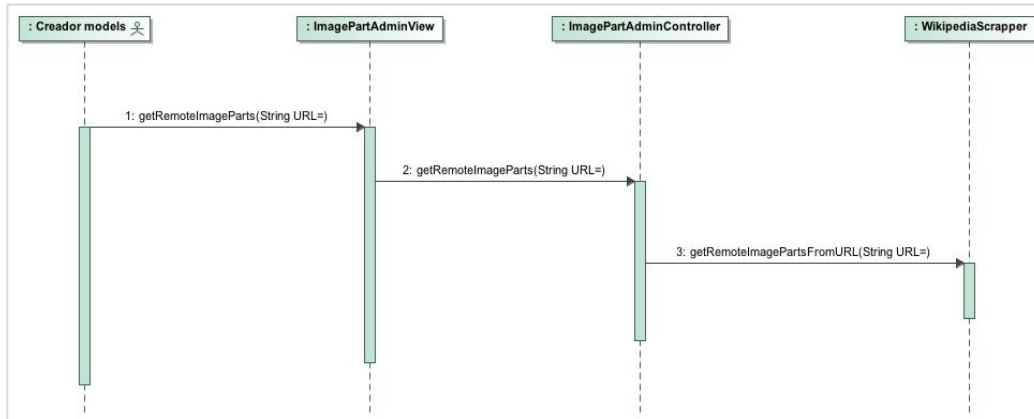 : Creador models
: ImagePartAdminView
: ImagePartAdminController
: WikipediaScrapper
1: getRemoteImageParts(String URL=)
2: getRemoteImageParts(String URL=)
3: getRemoteImagePartsFromURL(String URL=)